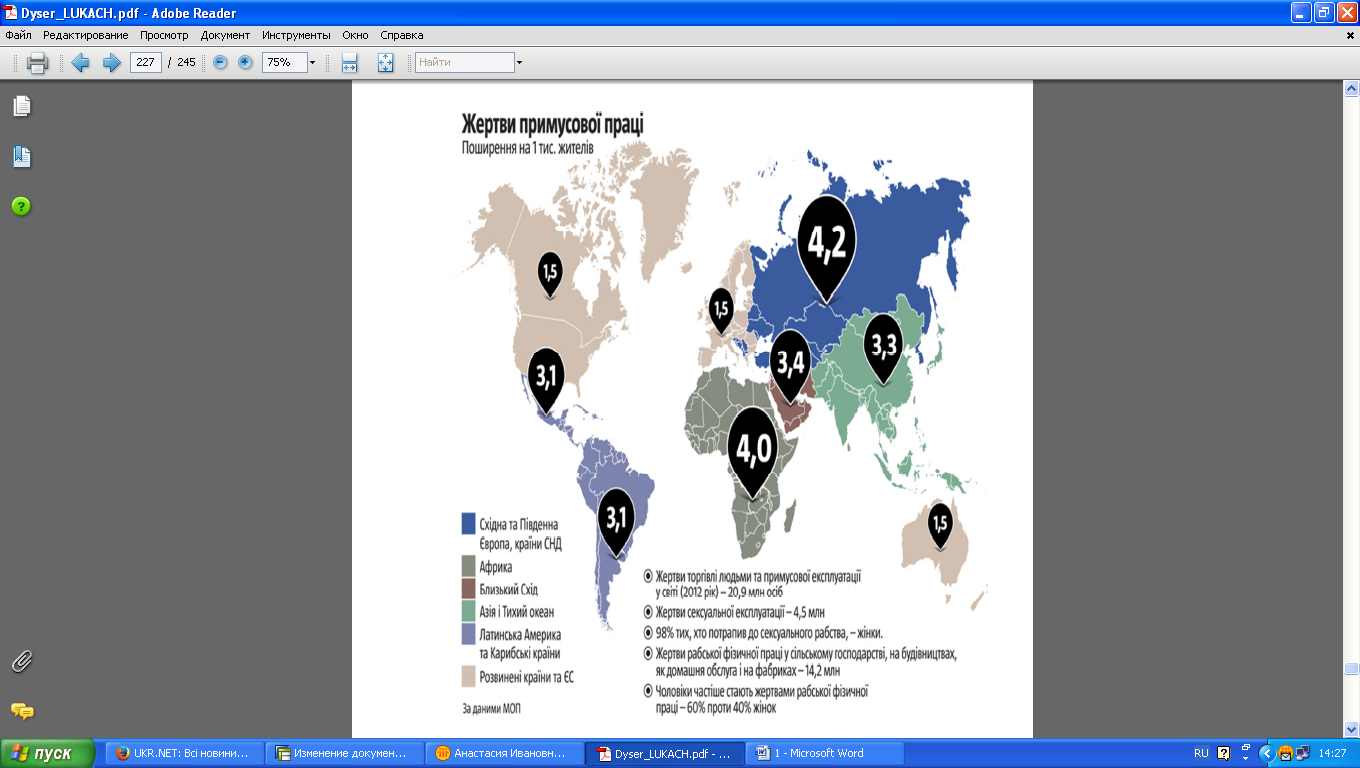 Dyser_LUKACH.pdf - Adobe Reader
Файл Редактирование Просмотр Документ Инструменты Окно Справка
227 / 245 75% Найти
Жертви примусової праці
Поширення на 1 тис. жителів
4,2
1,5
1,5
3,4
3,3
3,1
4,0
3,1
1,5
Східна та Південна
Європа, країни СНД
Африка
Близький Схід
Азія і Тихий океан
Латинська Америка
та Карибські країни
Розвинені країни та ЄС
За даними МОП
Жертви торгівлі людьми та примусової експлуатації
у світі (2012 рік) – 20,9 млн осіб
Жертви сексуальної експлуатації – 4,5 млн
98% тих, хто потрапив до сексуального рабства, – жінки.
Жертви рабської фізичної праці у сільському господарстві, на будівництвах,
як домашня обслуга і на фабриках – 14,2 млн
Чоловіки частіше стають жертвами рабської фізичної
праці – 60% проти 40% жінок
пуск UKR.NET: Всі новини... Изменение докумен... Анастасия Ивановн... Dyser_LUKACH.pdf - ... 1 - Microsoft Word RU 14:27